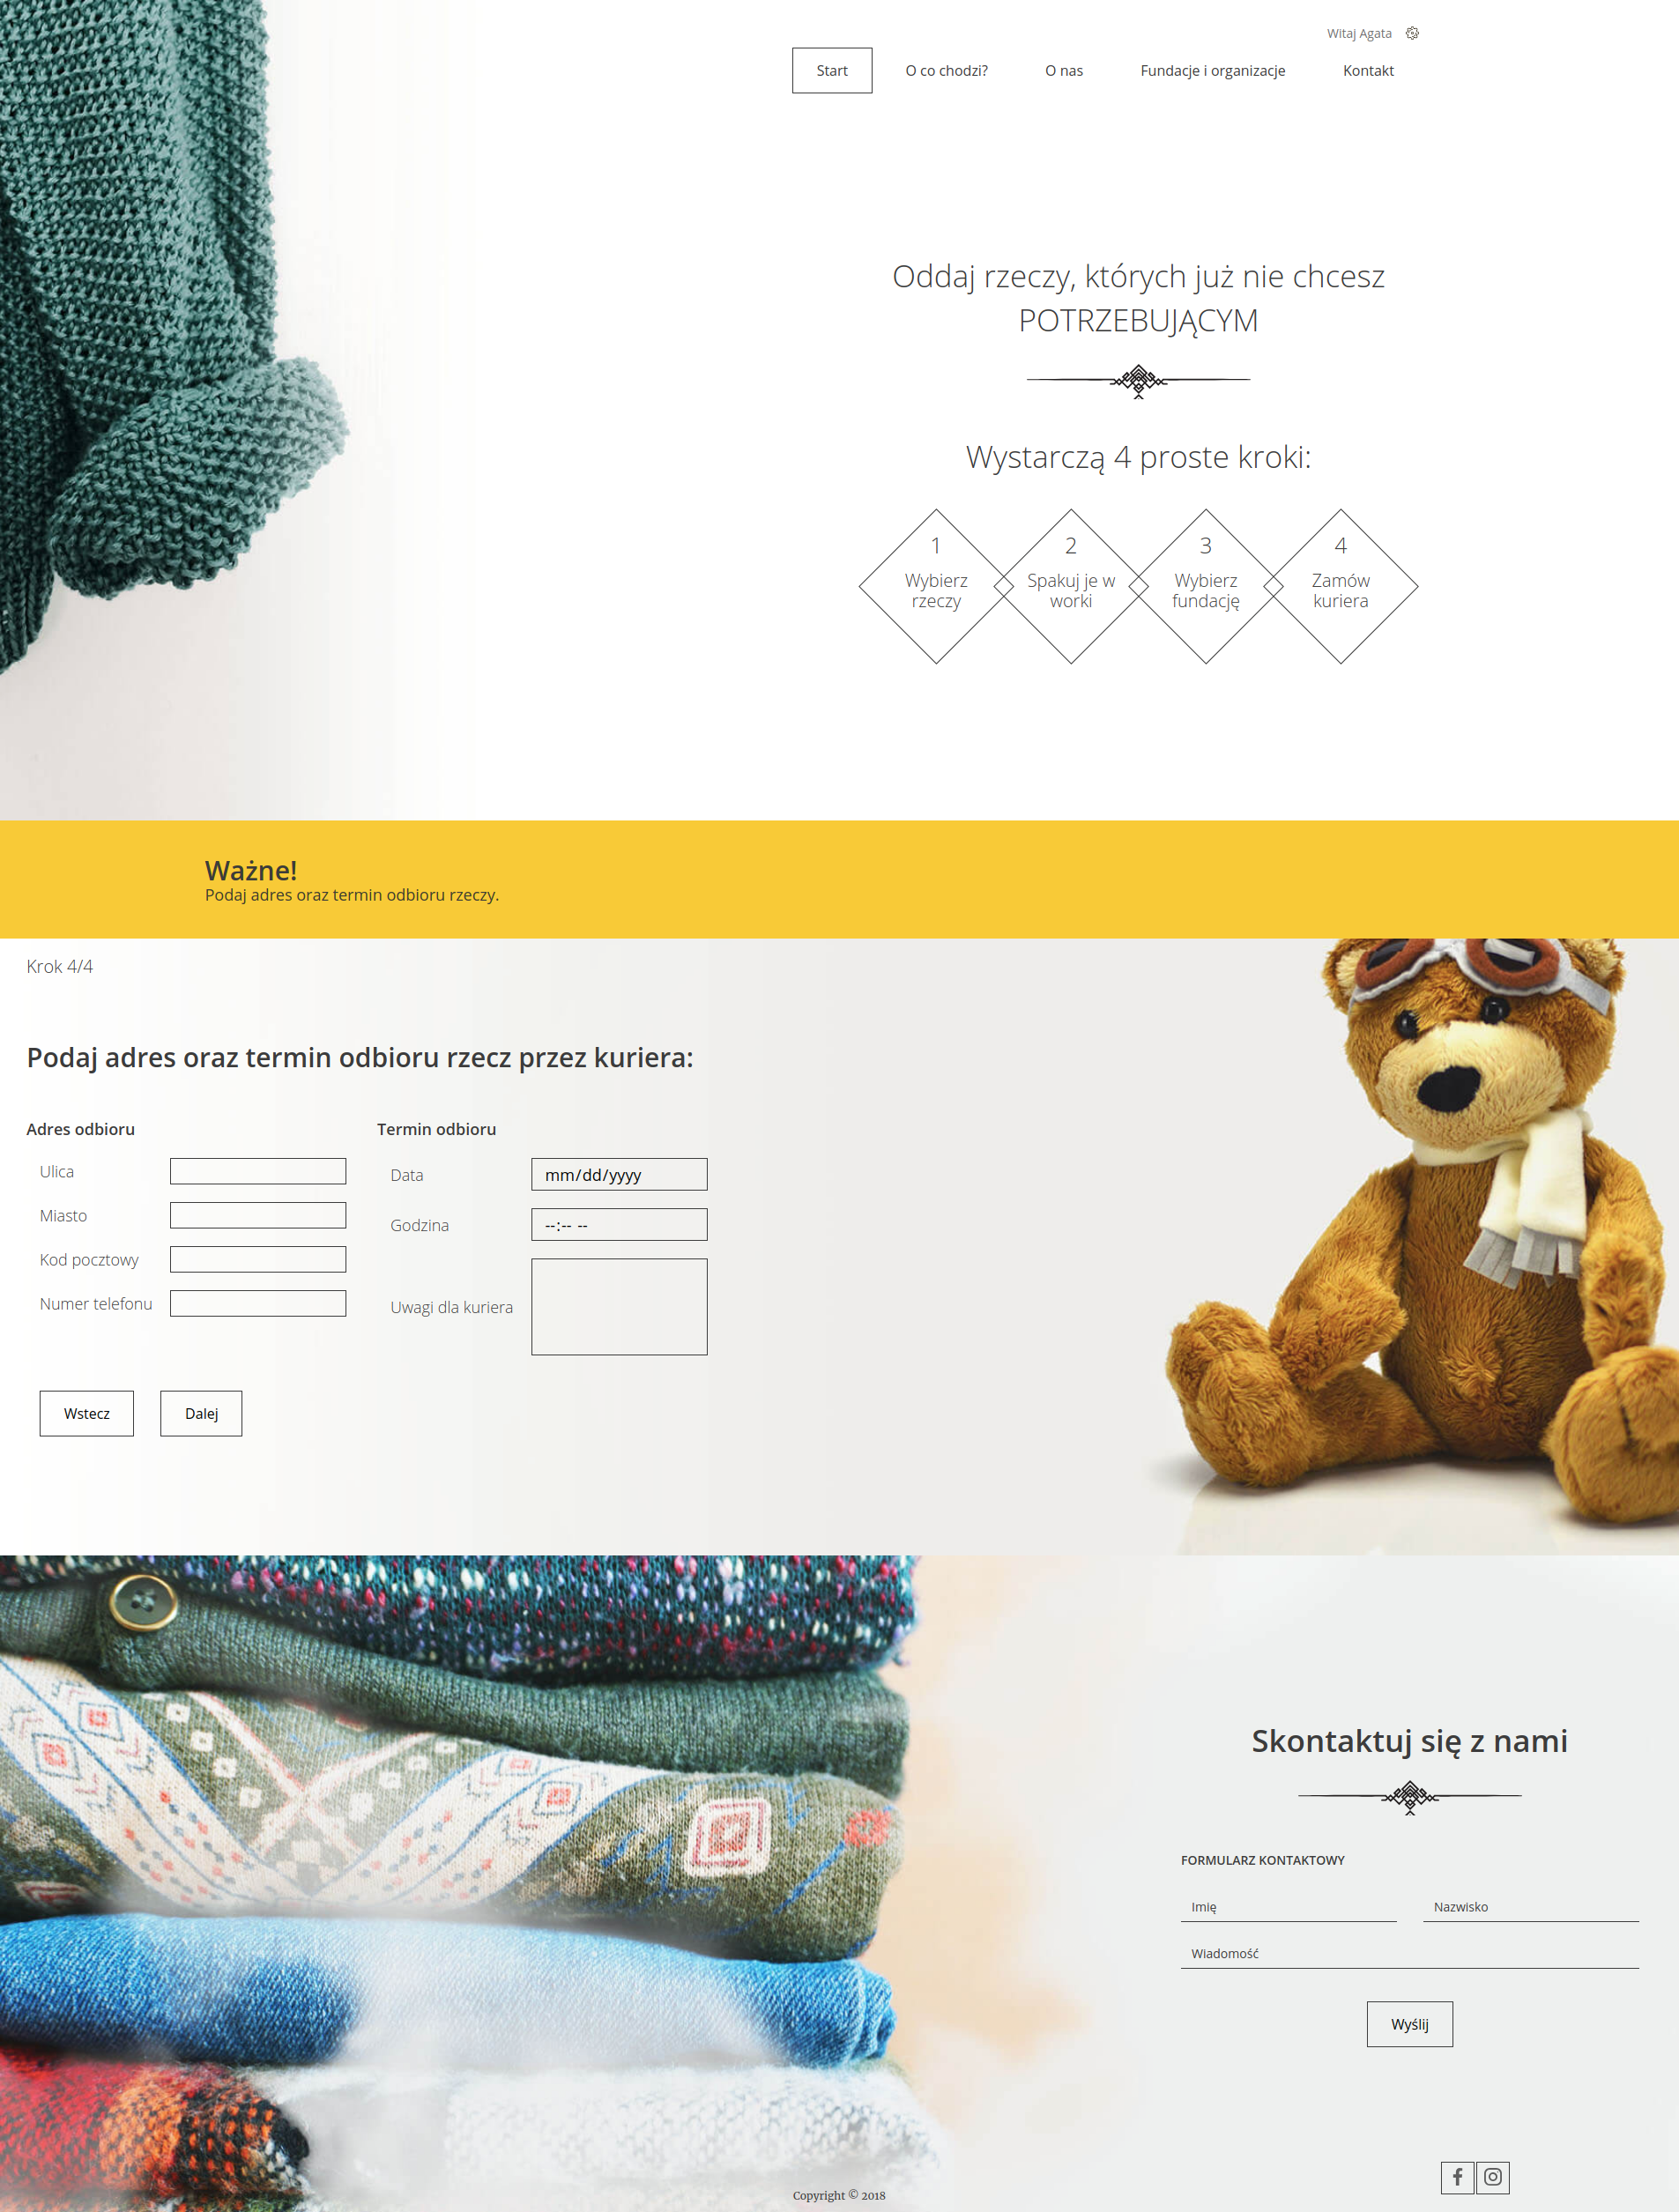 Witaj Agata
Start
O co chodzi?
O nas
Fundacje i organizacje
Kontakt
Oddaj rzeczy, których już nie chcesz
POTRZEBUJĄCYM
Wystarczą 4 proste kroki:
1
Wybierz
rzeczy
2
Spakuj je w
worki
3
Wybierz
fundację
4
Zamów
kuriera
Ważne!
Podaj adres oraz termin odbioru rzeczy.
Krok 4/4
Podaj adres oraz termin odbioru rzecz przez kuriera:
Adres odbioru
Ulica
Miasto
Kod pocztowy
Numer telefonu
Termin odbioru
Data
mm/dd/yyyy
Godzina
--:-- --
Uwagi dla kuriera
Wstecz
Dalej
Skontaktuj się z nami
FORMULARZ KONTAKTOWY
Imię
Nazwisko
Wiadomość
Wyślij
Copyright © 2018